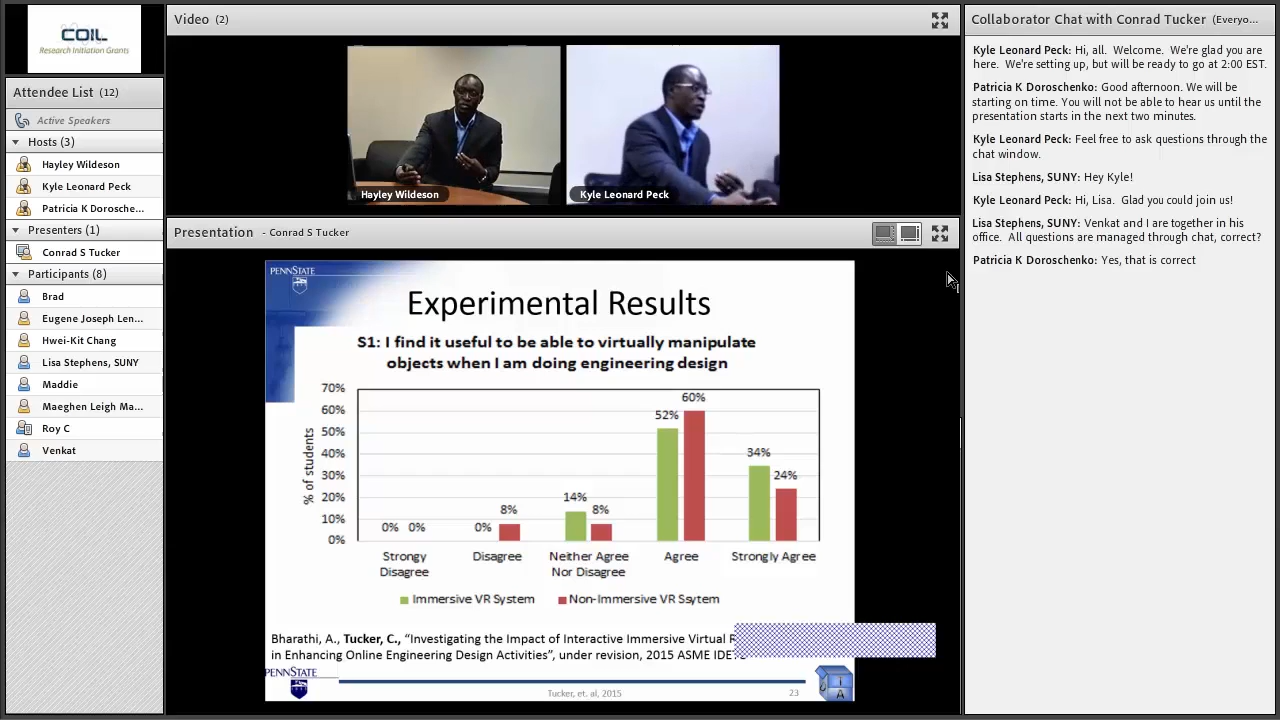 COIL
Research Initiation Grants
Attendee List (12)
Active Speakers
Hosts (3)
Hayley Wildeson
Kyle Leonard Peck
Patricia K Dorosche...
Presenters (1)
Conrad S Tucker
Participants (8)
Brad
Eugene Joseph Len...
Hwei-Kit Chang
Lisa Stephens, SUNY
Maddie
Maeghen Leigh Ma...
Roy C
Venkat
Video (2)
Hayley Wildeson
Kyle Leonard Peck
Presentation - Conrad S Tucker
PENNSTATE
Experimental Results
S1: I find it useful to be able to virtually manipulate
objects when I am doing engineering design
% of students
70%
60%
50%
40%
30%
20%
10%
0%
0% 0%
0% 8%
14% 8%
52% 60%
34% 24%
Strongy
Disagree
Disagree
Neither Agree
Nor Disagree
Agree
Strongly Agree
Immersive VR System
Non-Immersive VR Ssytem
Bharathi, A., Tucker, C., “Investigating the Impact of Interactive Immersive Virtual
in Enhancing Online Engineering Design Activities”, under revision, 2015 ASME
PENNSTATE
Tucker, et. al, 2015
23
i
A
Collaborator Chat with Conrad Tucker (Everyo...
Kyle Leonard Peck: Hi, all. Welcome. We're glad you are
here. We're setting up, but will be ready to go at 2:00 EST.
Patricia K Doroschenko: Good afternoon. We will be
starting on time. You will not be able to hear us until the
presentation starts in the next two minutes.
Kyle Leonard Peck: Feel free to ask questions through the
chat window.
Lisa Stephens, SUNY: Hey Kyle!
Kyle Leonard Peck: Hi, Lisa. Glad you could join us!
Lisa Stephens, SUNY: Venkat and I are together in his
office. All questions are managed through chat, correct?
Patricia K Doroschenko: Yes, that is correct